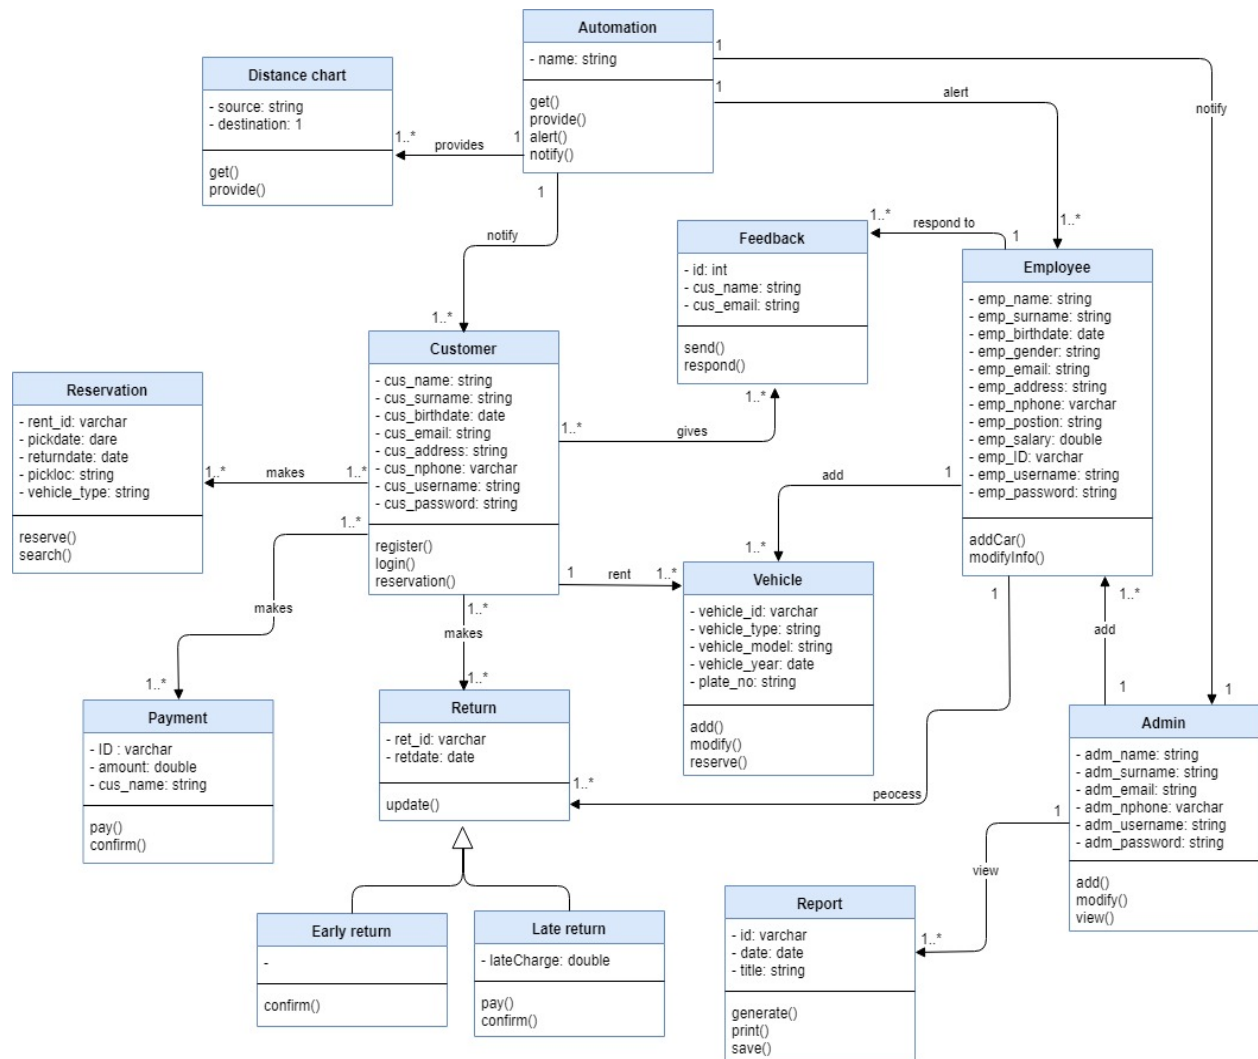 Automation
- name: string
get()
provide()
alert()
notify()
Distance chart
- source: string
- destination: 1
get()
provide()
1..*
provides
1
1
notify
1..*
1
alert
1..*
1
notify
1
Feedback
- id: int
- cus_name: string
- cus_email: string
send()
respond()
1..*
respond to
1
Employee
- emp_name: string
- emp_surname: string
- emp_birthdate: date
- emp_gender: string
- emp_email: string
- emp_address: string
- emp_nphone: varchar
- emp_postion: string
- emp_salary: double
- emp_ID: varchar
- emp_username: string
- emp_password: string
addCar()
modifyInfo()
Customer
- cus_name: string
- cus_surname: string
- cus_birthdate: date
- cus_email: string
- cus_address: string
- cus_nphone: varchar
- cus_username: string
- cus_password: string
register()
login()
reservation()
Reservation
- rent_id: varchar
- pickdate: dare
- returndate: date
- pickloc: string
- vehicle_type: string
reserve()
search()
1..*
makes
1..*
1..*
gives
1..*
1
add
1..*
1
rent
1..*
1..*
makes
1..*
1..*
makes
1..*
Vehicle
- vehicle_id: varchar
- vehicle_type: string
- vehicle_model: string
- vehicle_year: date
- plate_no: string
add()
modify()
reserve()
Payment
- ID : varchar
- amount: double
- cus_name: string
pay()
confirm()
Return
- ret_id: varchar
- retdate: date
update()
1..*
peocess
1
1..*
add
1
Admin
- adm_name: string
- adm_surname: string
- adm_email: string
- adm_nphone: varchar
- adm_username: string
- adm_password: string
add()
modify()
view()
1
view
1..*
Early return
-
confirm()
Late return
- lateCharge: double
pay()
confirm()
Report
- id: varchar
- date: date
- title: string
generate()
print()
save()